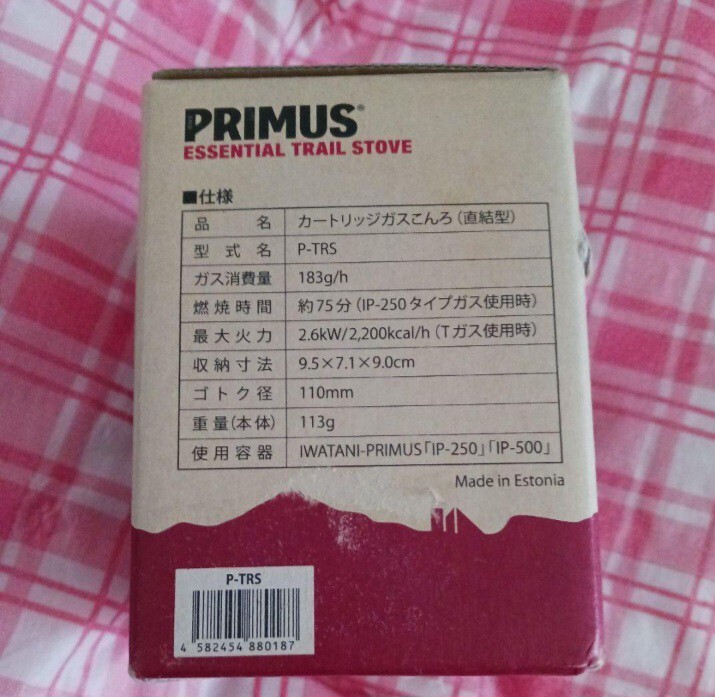 PRIMUS®
ESSENTIAL TRAIL STOVE
■仕様
品名 カートリッジガスこんろ（直結型）
型式名 P-TRS
ガス消費量 183g/h
燃焼時間 約75分（IP-250タイプガス使用時）
最大火力 2.6kW/2,200kcal/h（Tガス使用時）
収納寸法 9.5×7.1×9.0cm
ゴトク径 110mm
重量（本体） 113g
使用容器 IWATANI-PRIMUS「IP-250」「IP-500」
Made in Estonia
P-TRS
4 582454 880187